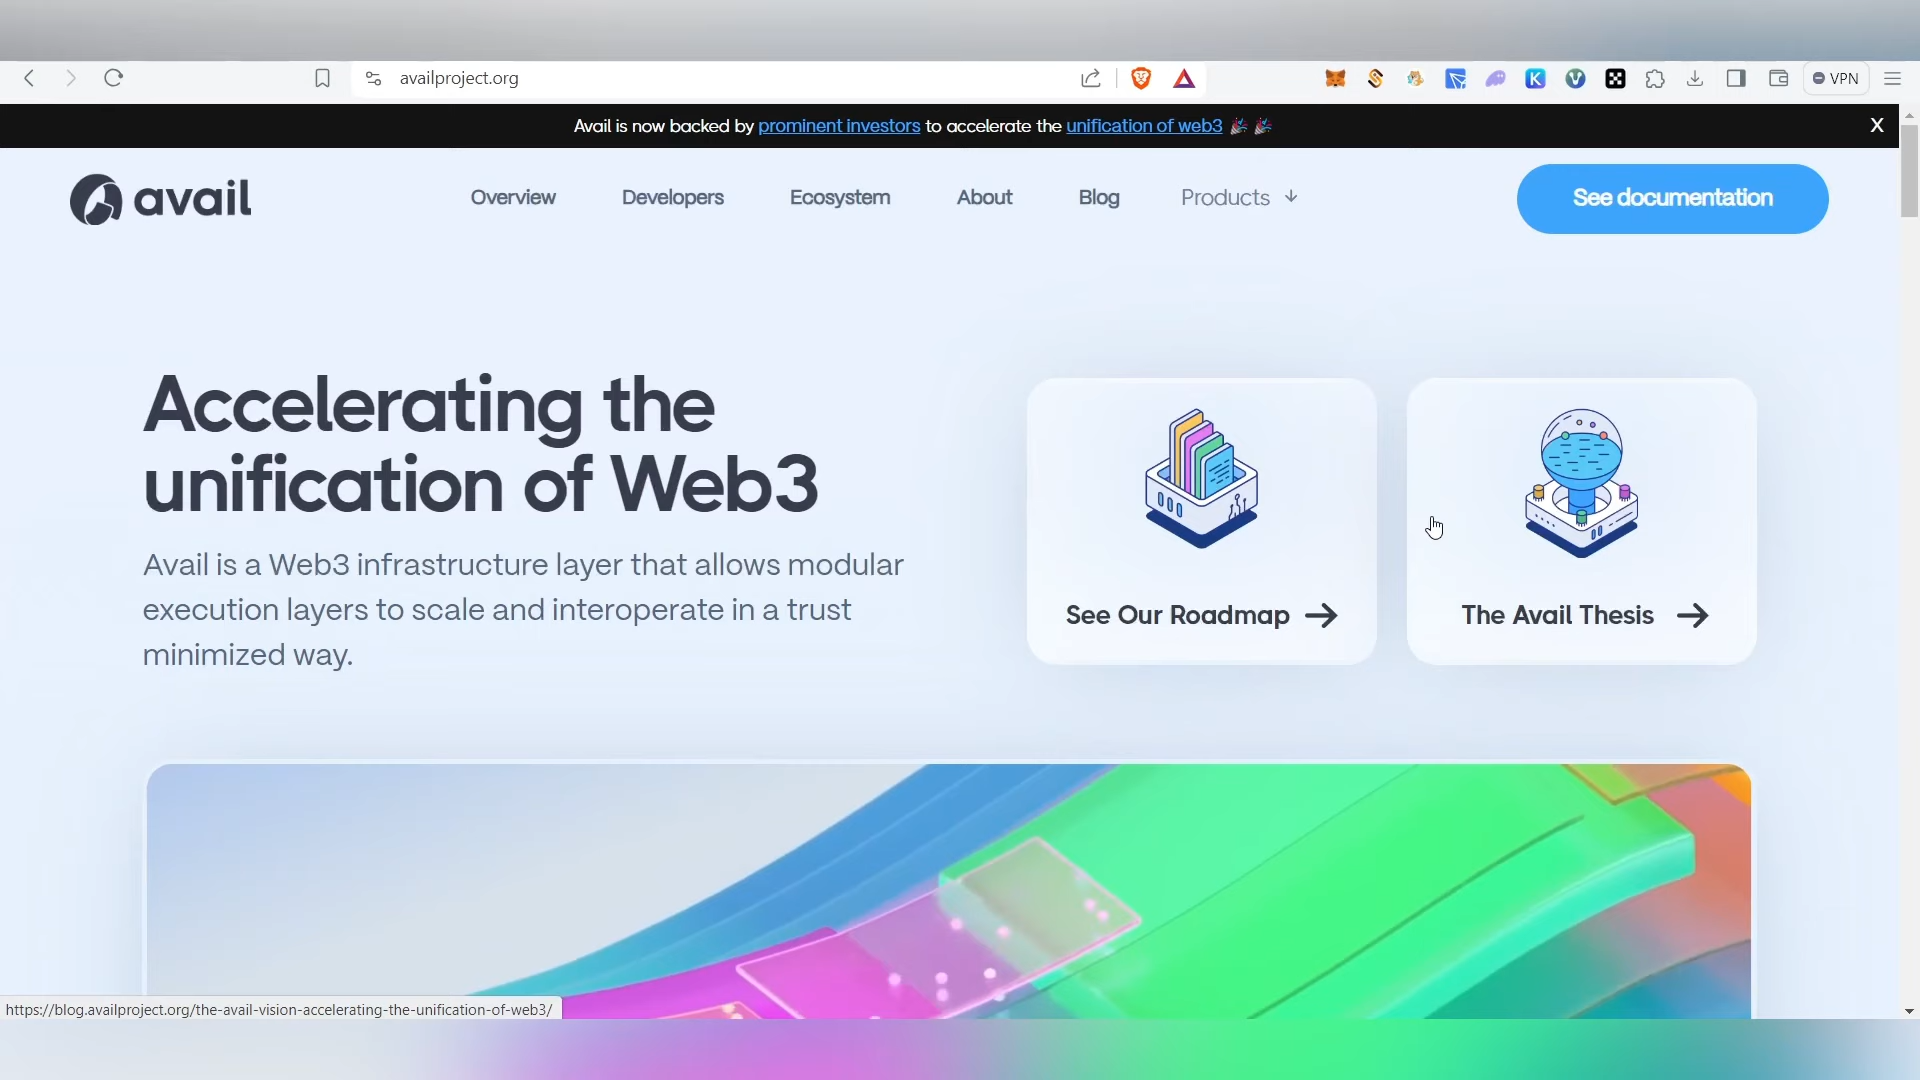 availproject.org
VPN
Avail is now backed by prominent investors to accelerate the unification of web3
X
avail
Overview
Developers
Ecosystem
About
Blog
Products
See documentation
Accelerating the
unification of Web3
Avail is a Web3 infrastructure layer that allows modular
execution layers to scale and interoperate in a trust
minimized way.
See Our Roadmap
The Avail Thesis
https://blog.availproject.org/the-avail-vision-accelerating-the-unification-of-web3/